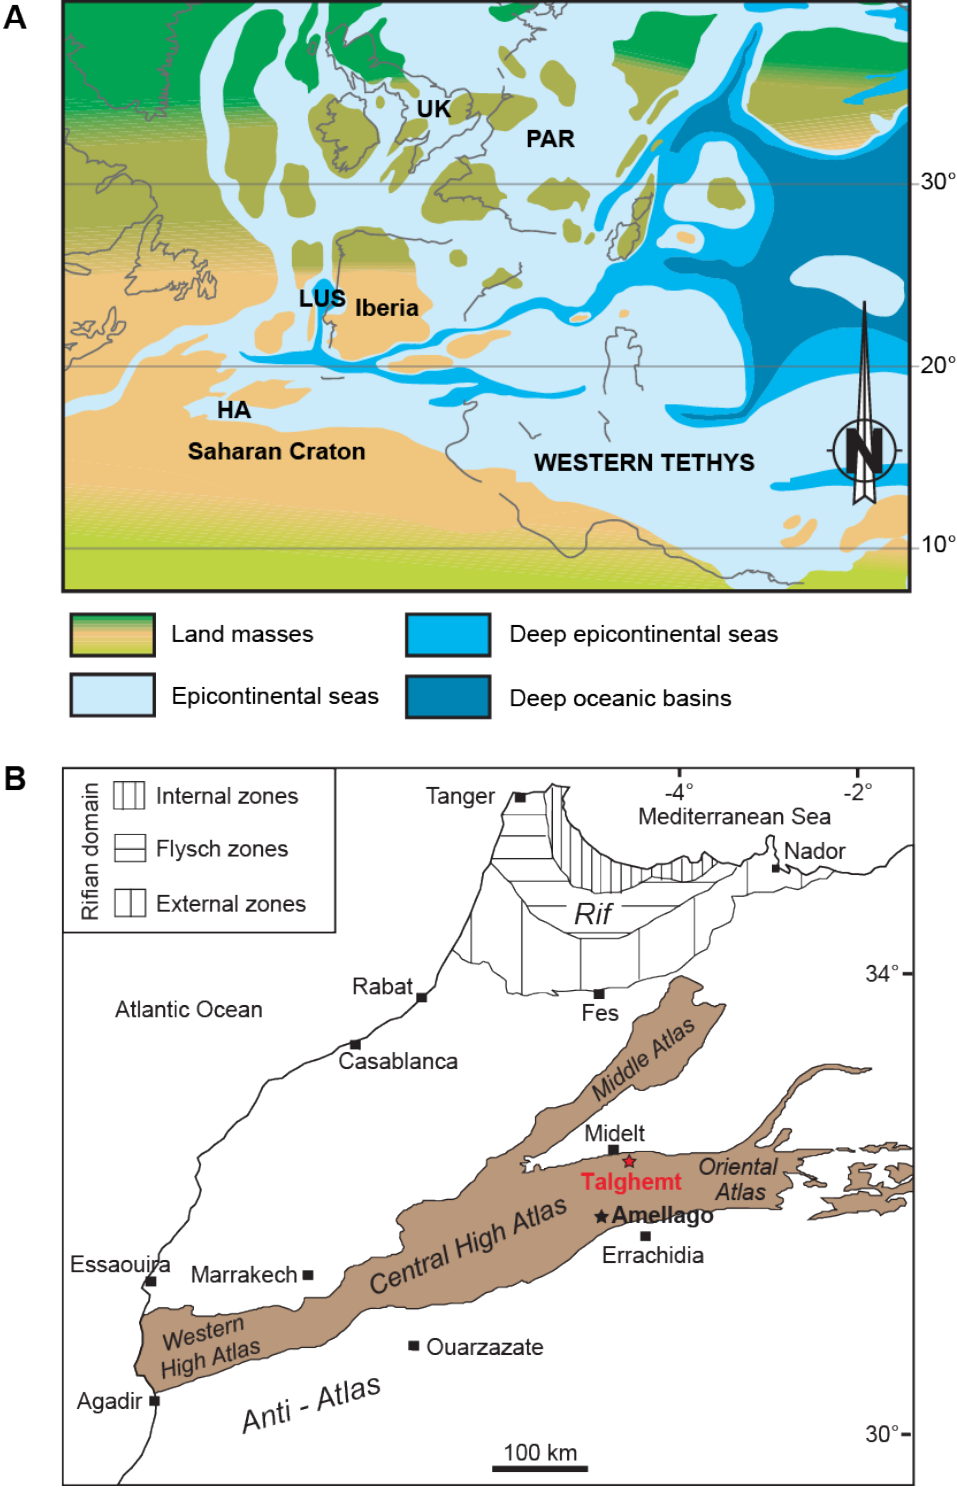 A
UK
PAR
30°
LUS
Iberia
20°
HA
Saharan Craton
WESTERN TETHYS
N
10°
Land masses
Deep epicontinental seas
Epicontinental seas
Deep oceanic basins
B
Rifian domain
Internal zones
Flysch zones
External zones
Tanger
-4°
-2°
Mediterranean Sea
Nador
Rif
34°
Rabat
Atlantic Ocean
Fes
Casablanca
Middle Atlas
Midelt
Talghemt
Oriental
Atlas
Amellago
Central High Atlas
Errachidia
Essaouira
Marrakech
Western
High Atlas
Ouarzazate
Agadir
Anti - Atlas
30°
100 km